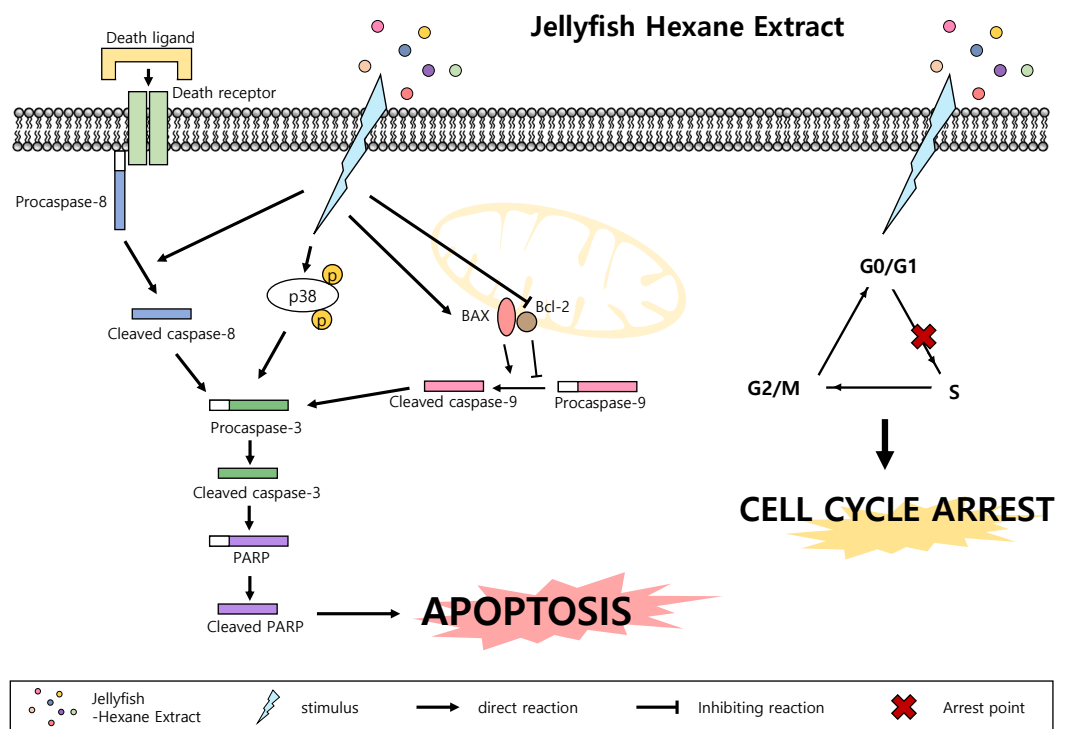 Jellyfish Hexane Extract
Death ligand
Death receptor
Procaspase-8
Cleaved caspase-8
p
p38
p
BAX
Bcl-2
Cleaved caspase-9
Procaspase-9
Procaspase-3
Cleaved caspase-3
PARP
Cleaved PARP
APOPTOSIS
G0/G1
G2/M
S
CELL CYCLE ARREST
Jellyfish
-Hexane Extract
stimulus
direct reaction
Inhibiting reaction
Arrest point